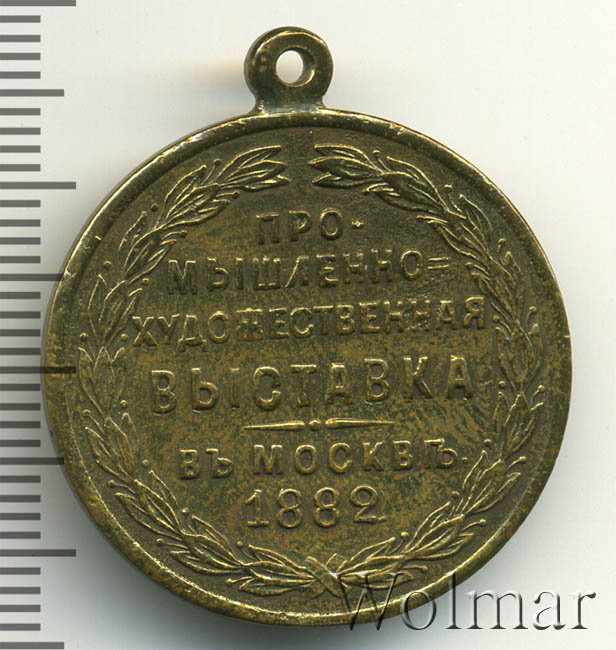 ПРО-
МЫШЛЕННО=
ХУДОЖЕСТВЕННАЯ
ВЫСТАВКА
ВЪ МОСКВѢ.
1882
Wolmar